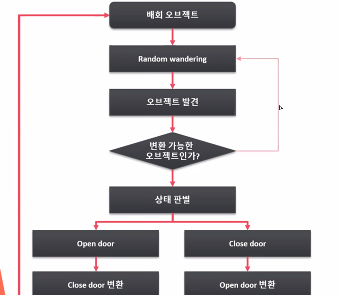 배회 오브젝트
Random wandering
오브젝트 발견
변환 가능한
오브젝트인가?
상태 판별
Open door
Close door
Close door 변환
Open door 변환